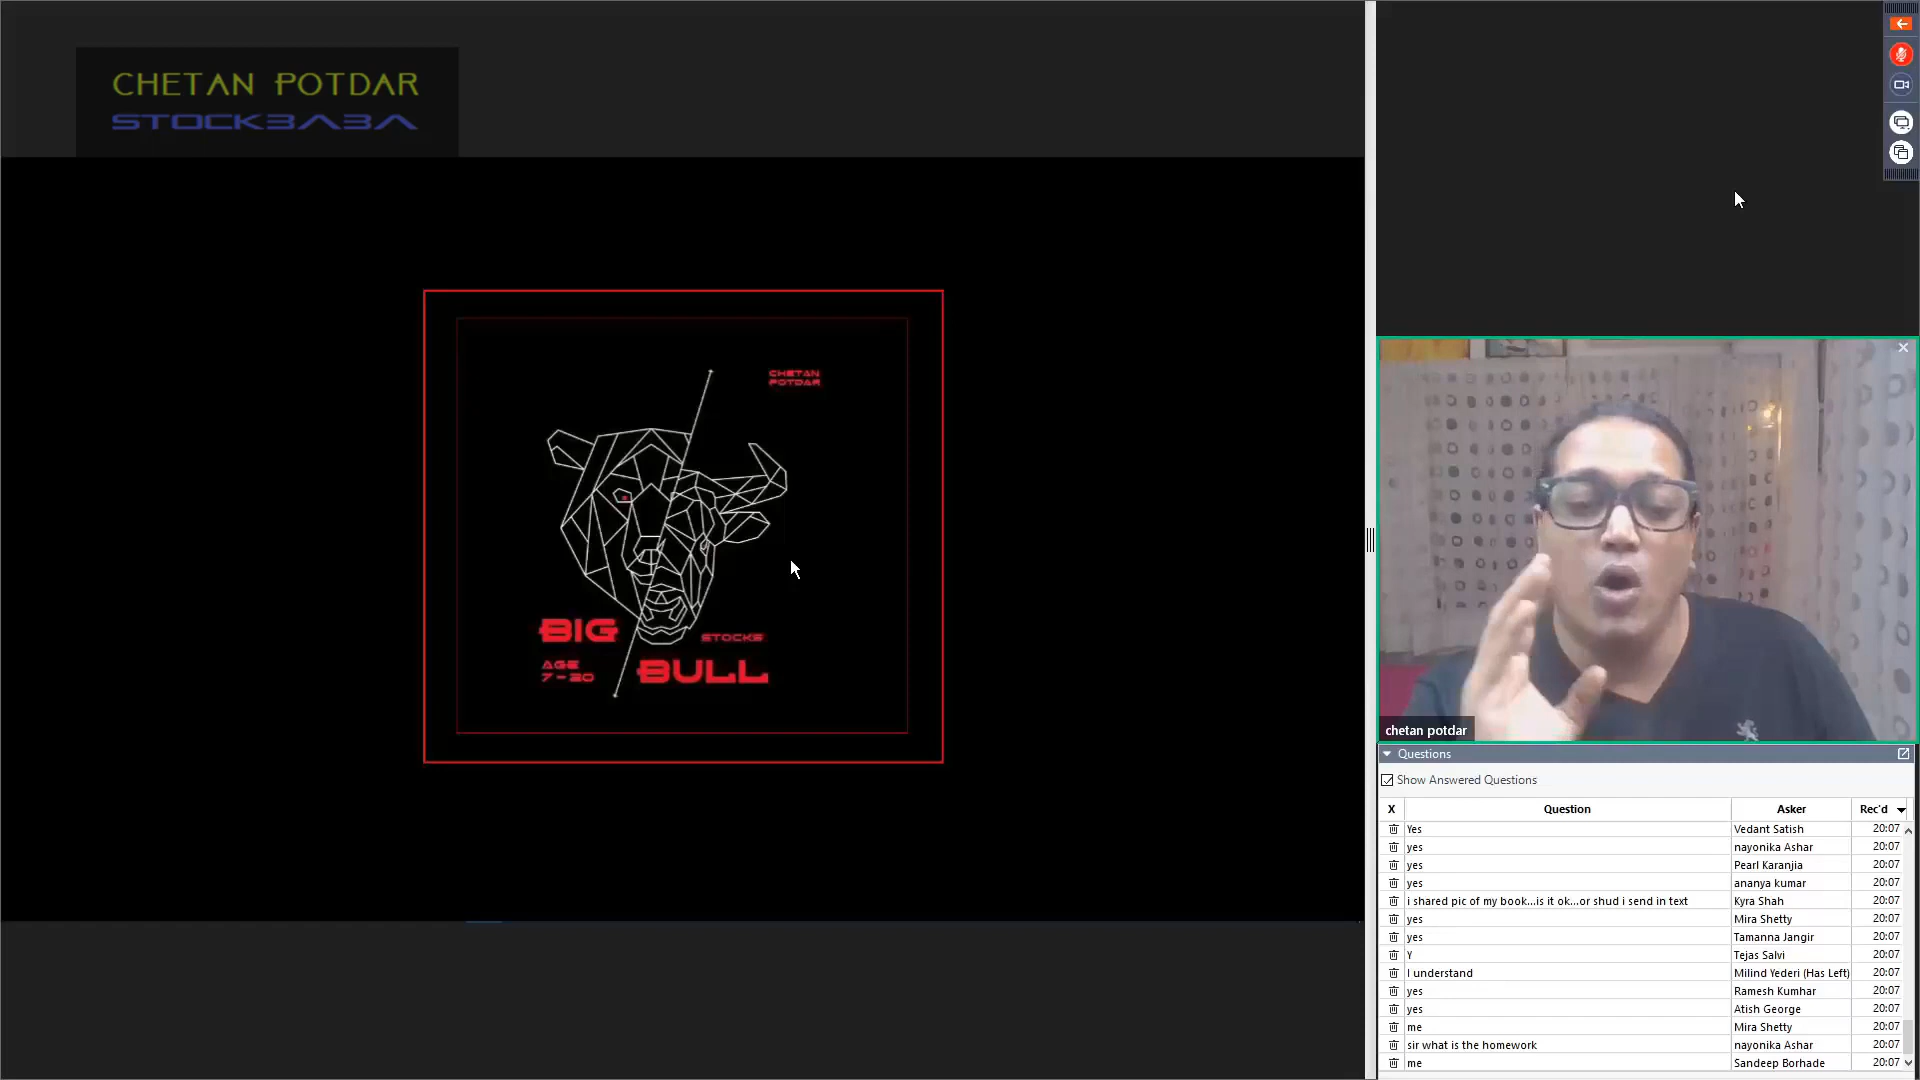 CHETAN POTDAR
STOCKBABA
CHETAN
POTDAR
BIG
STOCKS
AGE
7-20
BULL
chetan potdar
Questions
Show Answered Questions
X Question Asker Rec'd
Yes Vedant Satish 20:07
yes nayonika Ashar 20:07
yes Pearl Karanjia 20:07
yes ananya kumar 20:07
i shared pic of my book...is it ok...or shud i send in text Kyra Shah 20:07
yes Mira Shetty 20:07
yes Tamanna Jangir 20:07
Y Tejas Salvi 20:07
I understand Milind Yederi (Has Left) 20:07
yes Ramesh Kumhar 20:07
yes Atish George 20:07
me Mira Shetty 20:07
sir what is the homework nayonika Ashar 20:07
me Sandeep Borhade 20:07